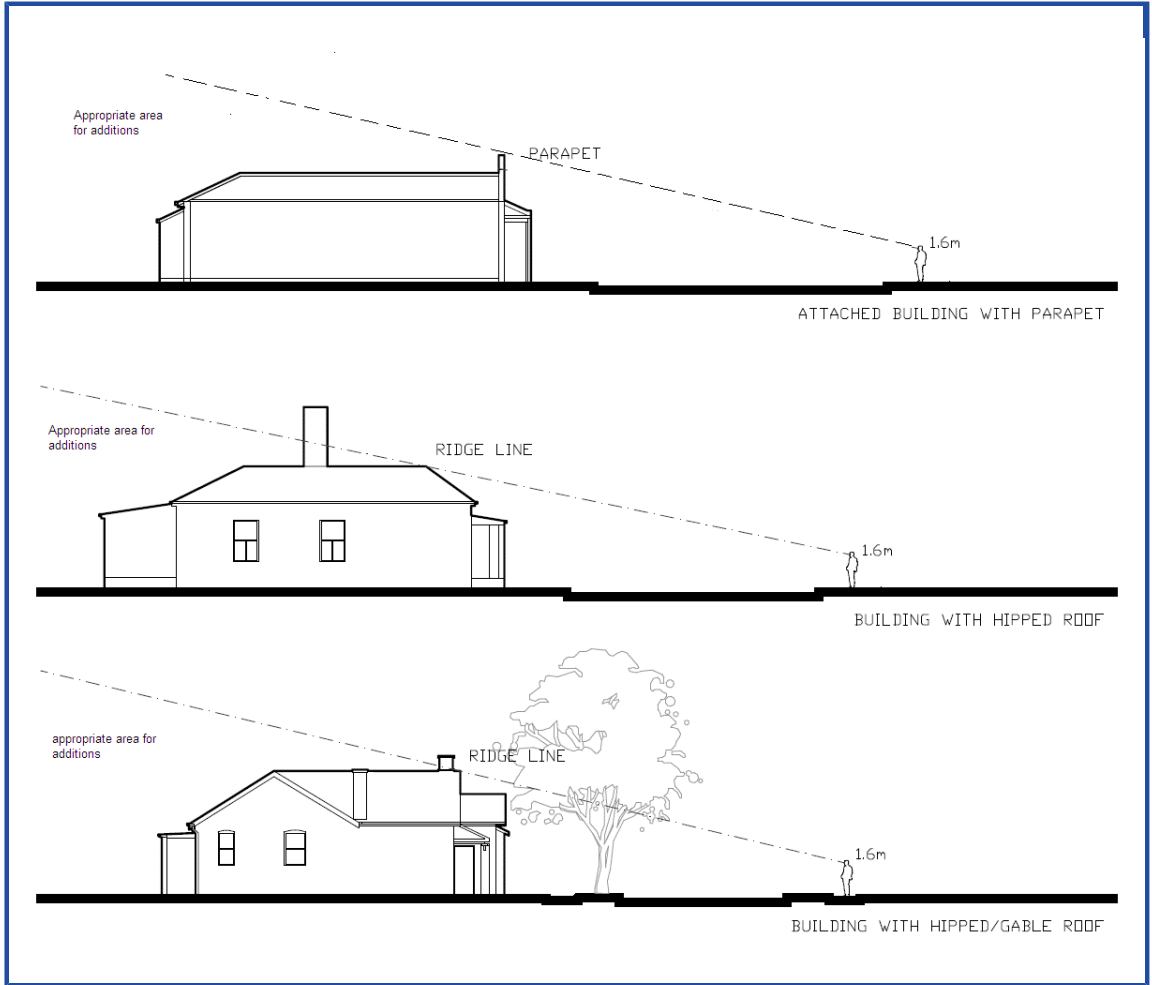 Appropriate area
for additions
PARAPET
1.6m
ATTACHED BUILDING WITH PARAPET
Appropriate area for
additions
RIDGE LINE
1.6m
BUILDING WITH HIPPED ROOF
appropriate area for
additions
RIDGE LINE
1.6m
BUILDING WITH HIPPED/GABLE ROOF